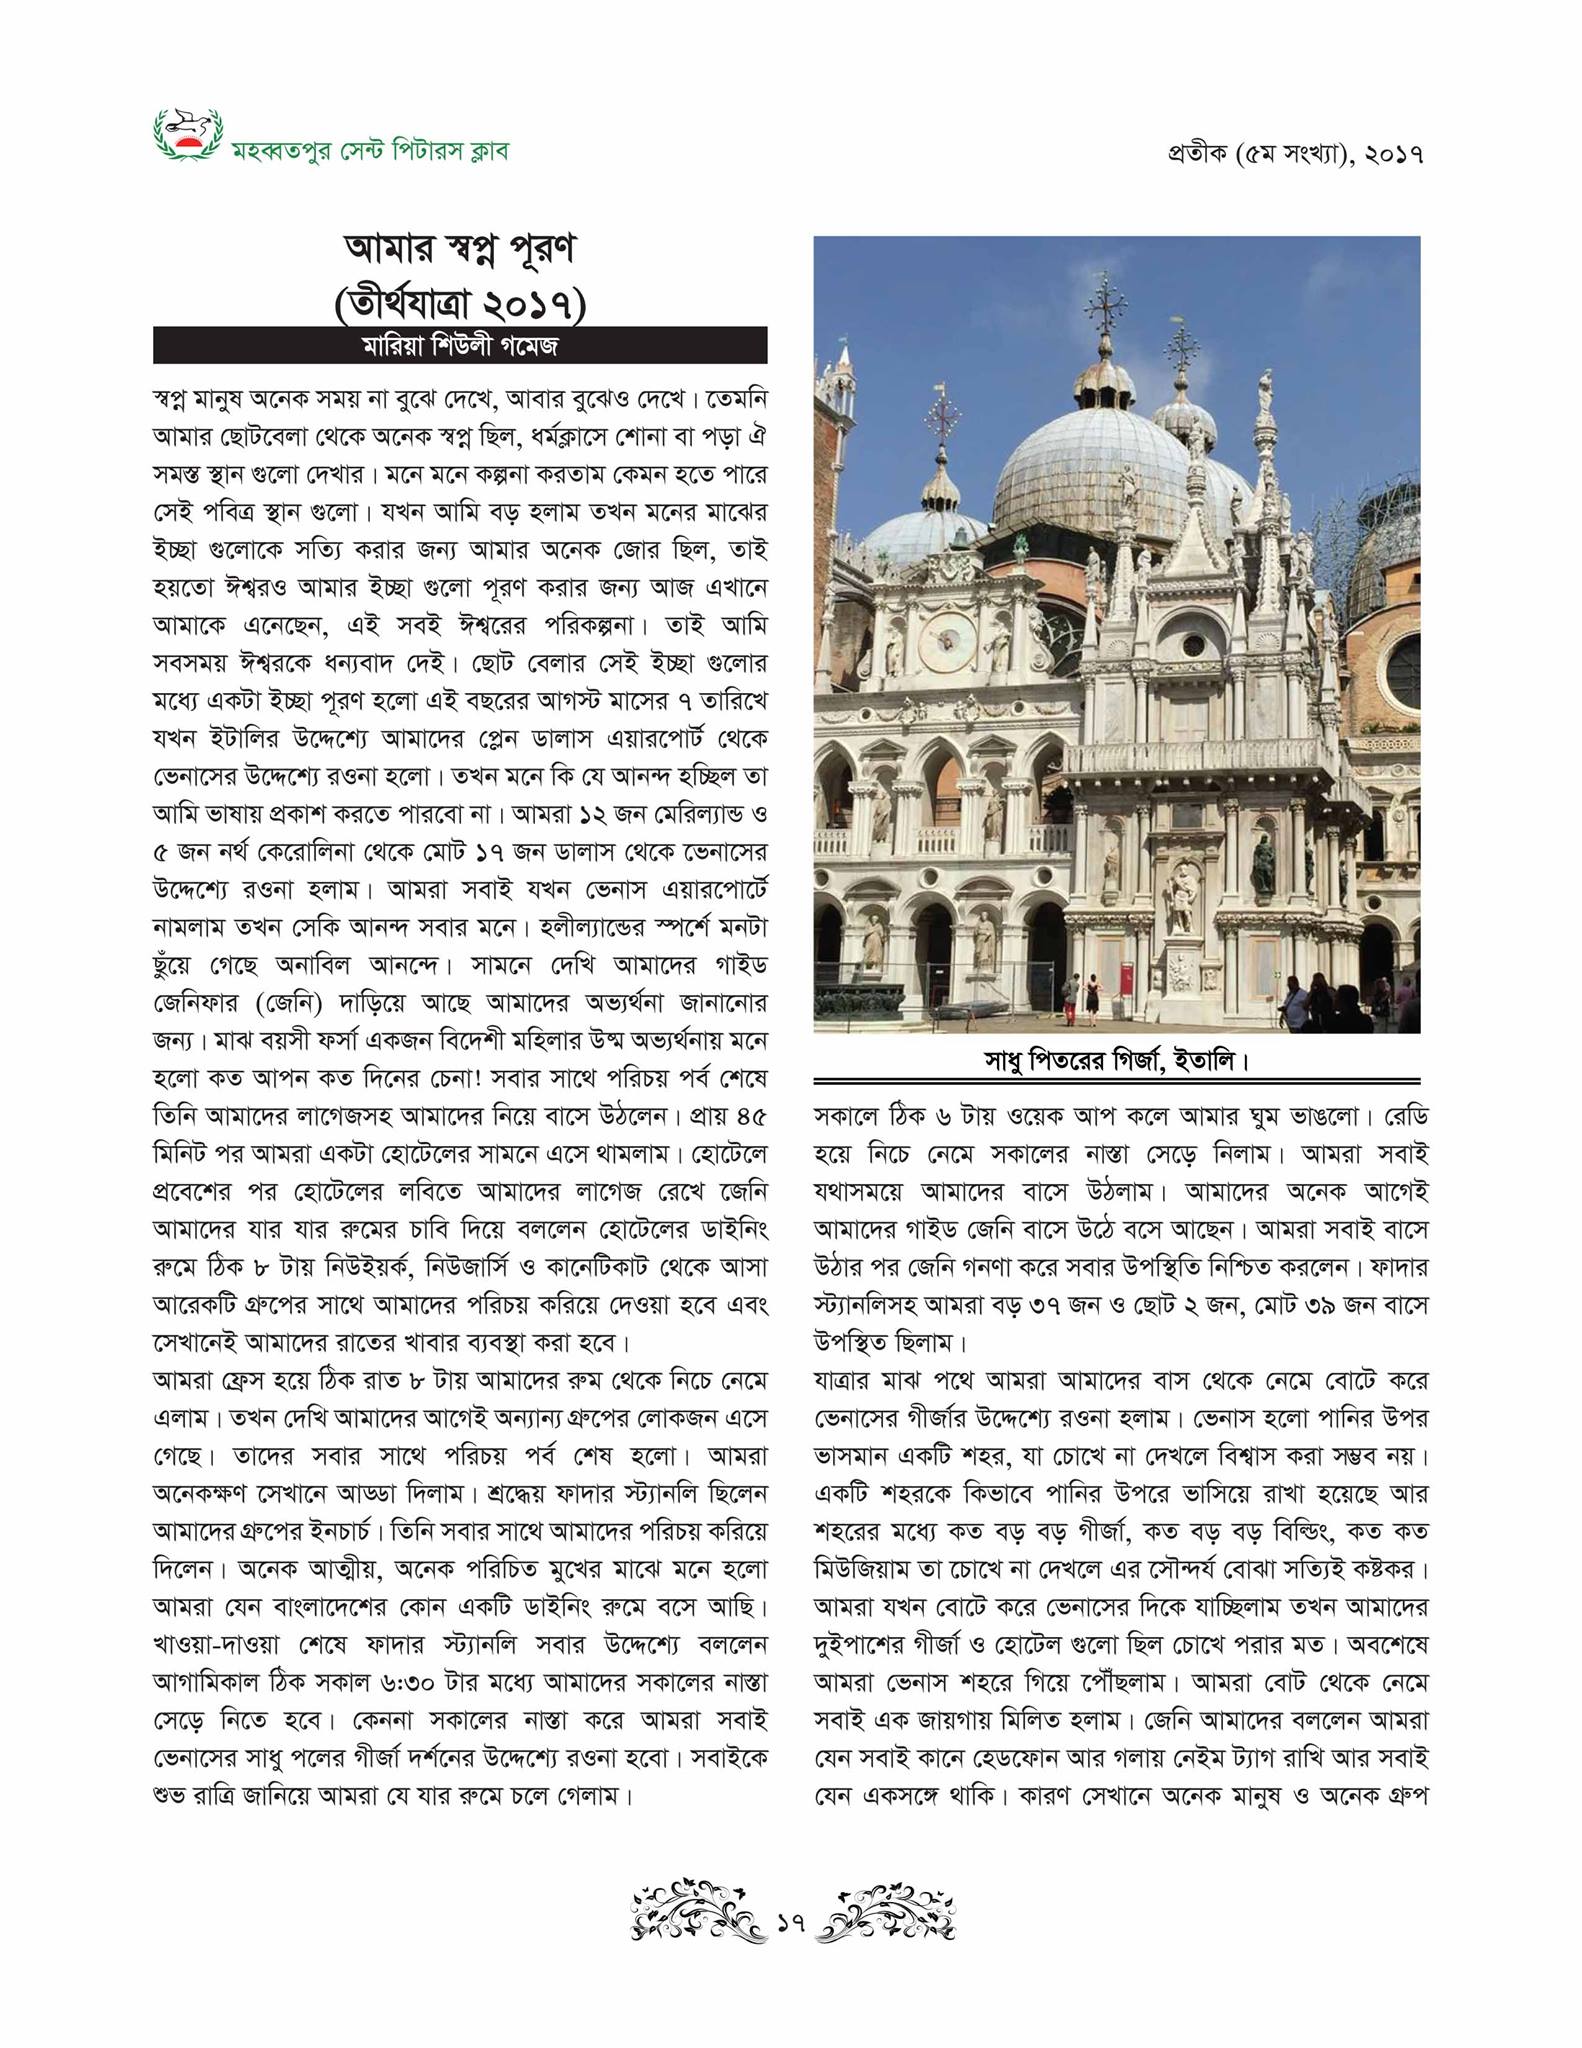 মহব্বতপুর সেন্ট পিটারস ক্লাব
প্রতীক (৫ম সংখ্যা), ২০১৭
আমার স্বপ্ন পূরণ
(তীর্থযাত্রা ২০১৭)
মারিয়া শিউলী গমেজ
স্বপ্ন মানুষ অনেক সময় না বুঝে দেখে, আবার বুঝেও দেখে। তেমনি
আমার ছোটবেলা থেকে অনেক স্বপ্ন ছিল, ধর্মক্লাসে শোনা বা পড়া ঐ
সমস্ত স্থান গুলো দেখার। মনে মনে কল্পনা করতাম কেমন হতে পারে
সেই পবিত্র স্থান গুলো। যখন আমি বড় হলাম তখন মনের মাঝের
ইচ্ছা গুলোকে সত্যি করার জন্য আমার অনেক জোর ছিল, তাই
হয়তো ঈশ্বরও আমার ইচ্ছা গুলো পূরণ করার জন্য আজ এখানে
আমাকে এনেছেন, এই সবই ঈশ্বরের পরিকল্পনা। তাই আমি
সবসময় ঈশ্বরকে ধন্যবাদ দেই। ছোট বেলার সেই ইচ্ছা গুলোর
মধ্যে একটা ইচ্ছা পূরণ হলো এই বছরের আগস্ট মাসের ৭ তারিখে
যখন ইটালির উদ্দেশ্যে আমাদের প্লেন ডালাস এয়ারপোর্ট থেকে
ভেনাসের উদ্দেশ্যে রওনা হলো। তখন মনে কি যে আনন্দ হচ্ছিল তা
আমি ভাষায় প্রকাশ করতে পারবো না। আমরা ১২ জন মেরিল্যান্ড ও
৫ জন নর্থ কেরোলিনা থেকে মোট ১৭ জন ডালাস থেকে ভেনাসের
উদ্দেশ্যে রওনা হলাম। আমরা সবাই যখন ভেনাস এয়ারপোর্টে
নামলাম তখন সেকি আনন্দ সবার মনে। হলীল্যান্ডের স্পর্শে মনটা
ছুঁয়ে গেছে অনাবিল আনন্দে। সামনে দেখি আমাদের গাইড
জেনিফার (জেনি) দাড়িয়ে আছে আমাদের অভ্যর্থনা জানানোর
জন্য। মাঝ বয়সী ফর্সা একজন বিদেশী মহিলার উষ্ম অভ্যর্থনায় মনে
হলো কত আপন কত দিনের চেনা! সবার সাথে পরিচয় পর্ব শেষে
তিনি আমাদের লাগেজসহ আমাদের নিয়ে বাসে উঠলেন। প্রায় ৪৫
মিনিট পর আমরা একটা হোটেলের সামনে এসে থামলাম। হোটেলে
প্রবেশের পর হোটেলের লবিতে আমাদের লাগেজ রেখে জেনি
আমাদের যার যার রুমের চাবি দিয়ে বললেন হোটেলের ডাইনিং
রুমে ঠিক ৮ টায় নিউইয়র্ক, নিউজার্সি ও কানেটিকাট থেকে আসা
আরেকটি গ্রুপের সাথে আমাদের পরিচয় করিয়ে দেওয়া হবে এবং
সেখানেই আমাদের রাতের খাবার ব্যবস্থা করা হবে।
আমরা ফ্রেস হয়ে ঠিক রাত ৮ টায় আমাদের রুম থেকে নিচে নেমে
এলাম। তখন দেখি আমাদের আগেই অন্যান্য গ্রুপের লোকজন এসে
গেছে। তাদের সবার সাথে পরিচয় পর্ব শেষ হলো। আমরা
অনেকক্ষণ সেখানে আড্ডা দিলাম। শ্রদ্ধেয় ফাদার স্ট্যানলি ছিলেন
আমাদের গ্রুপের ইনচার্চ। তিনি সবার সাথে আমাদের পরিচয় করিয়ে
দিলেন। অনেক আত্মীয়, অনেক পরিচিত মুখের মাঝে মনে হলো
আমরা যেন বাংলাদেশের কোন একটি ডাইনিং রুমে বসে আছি।
খাওয়া-দাওয়া শেষে ফাদার স্ট্যানলি সবার উদ্দেশ্যে বললেন
আগামিকাল ঠিক সকাল ৬:৩০ টার মধ্যে আমাদের সকালের নাস্তা
সেড়ে নিতে হবে। কেননা সকালের নাস্তা করে আমরা সবাই
ভেনাসের সাধু পলের গীর্জা দর্শনের উদ্দেশ্যে রওনা হবো। সবাইকে
শুভ রাত্রি জানিয়ে আমরা যে যার রুমে চলে গেলাম।
সাধু পিতরের গির্জা, ইতালি।
সকালে ঠিক ৬ টায় ওয়েক আপ কলে আমার ঘুম ভাঙলো। রেডি
হয়ে নিচে নেমে সকালের নাস্তা সেড়ে নিলাম। আমরা সবাই
যথাসময়ে আমাদের বাসে উঠলাম। আমাদের অনেক আগেই
আমাদের গাইড জেনি বাসে উঠে বসে আছেন। আমরা সবাই বাসে
উঠার পর জেনি গনণা করে সবার উপস্থিতি নিশ্চিত করলেন। ফাদার
স্ট্যানলিসহ আমরা বড় ৩৭ জন ও ছোট ২ জন, মোট ৩৯ জন বাসে
উপস্থিত ছিলাম।
যাত্রার মাঝ পথে আমরা আমাদের বাস থেকে নেমে বোটে করে
ভেনাসের গীর্জার উদ্দেশ্যে রওনা হলাম। ভেনাস হলো পানির উপর
ভাসমান একটি শহর, যা চোখে না দেখলে বিশ্বাস করা সম্ভব নয়।
একটি শহরকে কিভাবে পানির উপরে ভাসিয়ে রাখা হয়েছে আর
শহরের মধ্যে কত বড় বড় গীর্জা, কত বড় বড় বিল্ডিং, কত কত
মিউজিয়াম তা চোখে না দেখলে এর সৌন্দর্য বোঝা সত্যিই কষ্টকর।
আমরা যখন বোটে করে ভেনাসের দিকে যাচ্ছিলাম তখন আমাদের
দুইপাশের গীর্জা ও হোটেল গুলো ছিল চোখে পরার মত। অবশেষে
আমরা ভেনাস শহরে গিয়ে পৌঁছলাম। আমরা বোট থেকে নেমে
সবাই এক জায়গায় মিলিত হলাম। জেনি আমাদের বললেন আমরা
যেন সবাই কানে হেডফোন আর গলায় নেইম ট্যাগ রাখি আর সবাই
যেন একসঙ্গে থাকি। কারণ সেখানে অনেক মানুষ ও অনেক গ্রুপ
১৭